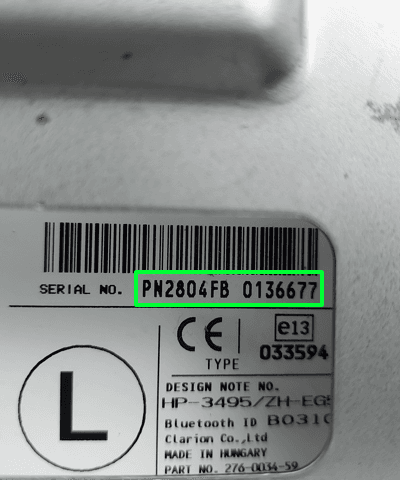 SERIAL NO. PN2804FB 0136677
CE e13
TYPE 033594
L
DESIGN NOTE NO.
HP-3495/ZH-EG
Bluetooth ID B031
Clarion Co.,Ltd
MADE IN HUNGARY
PART NO. 276-0034-59